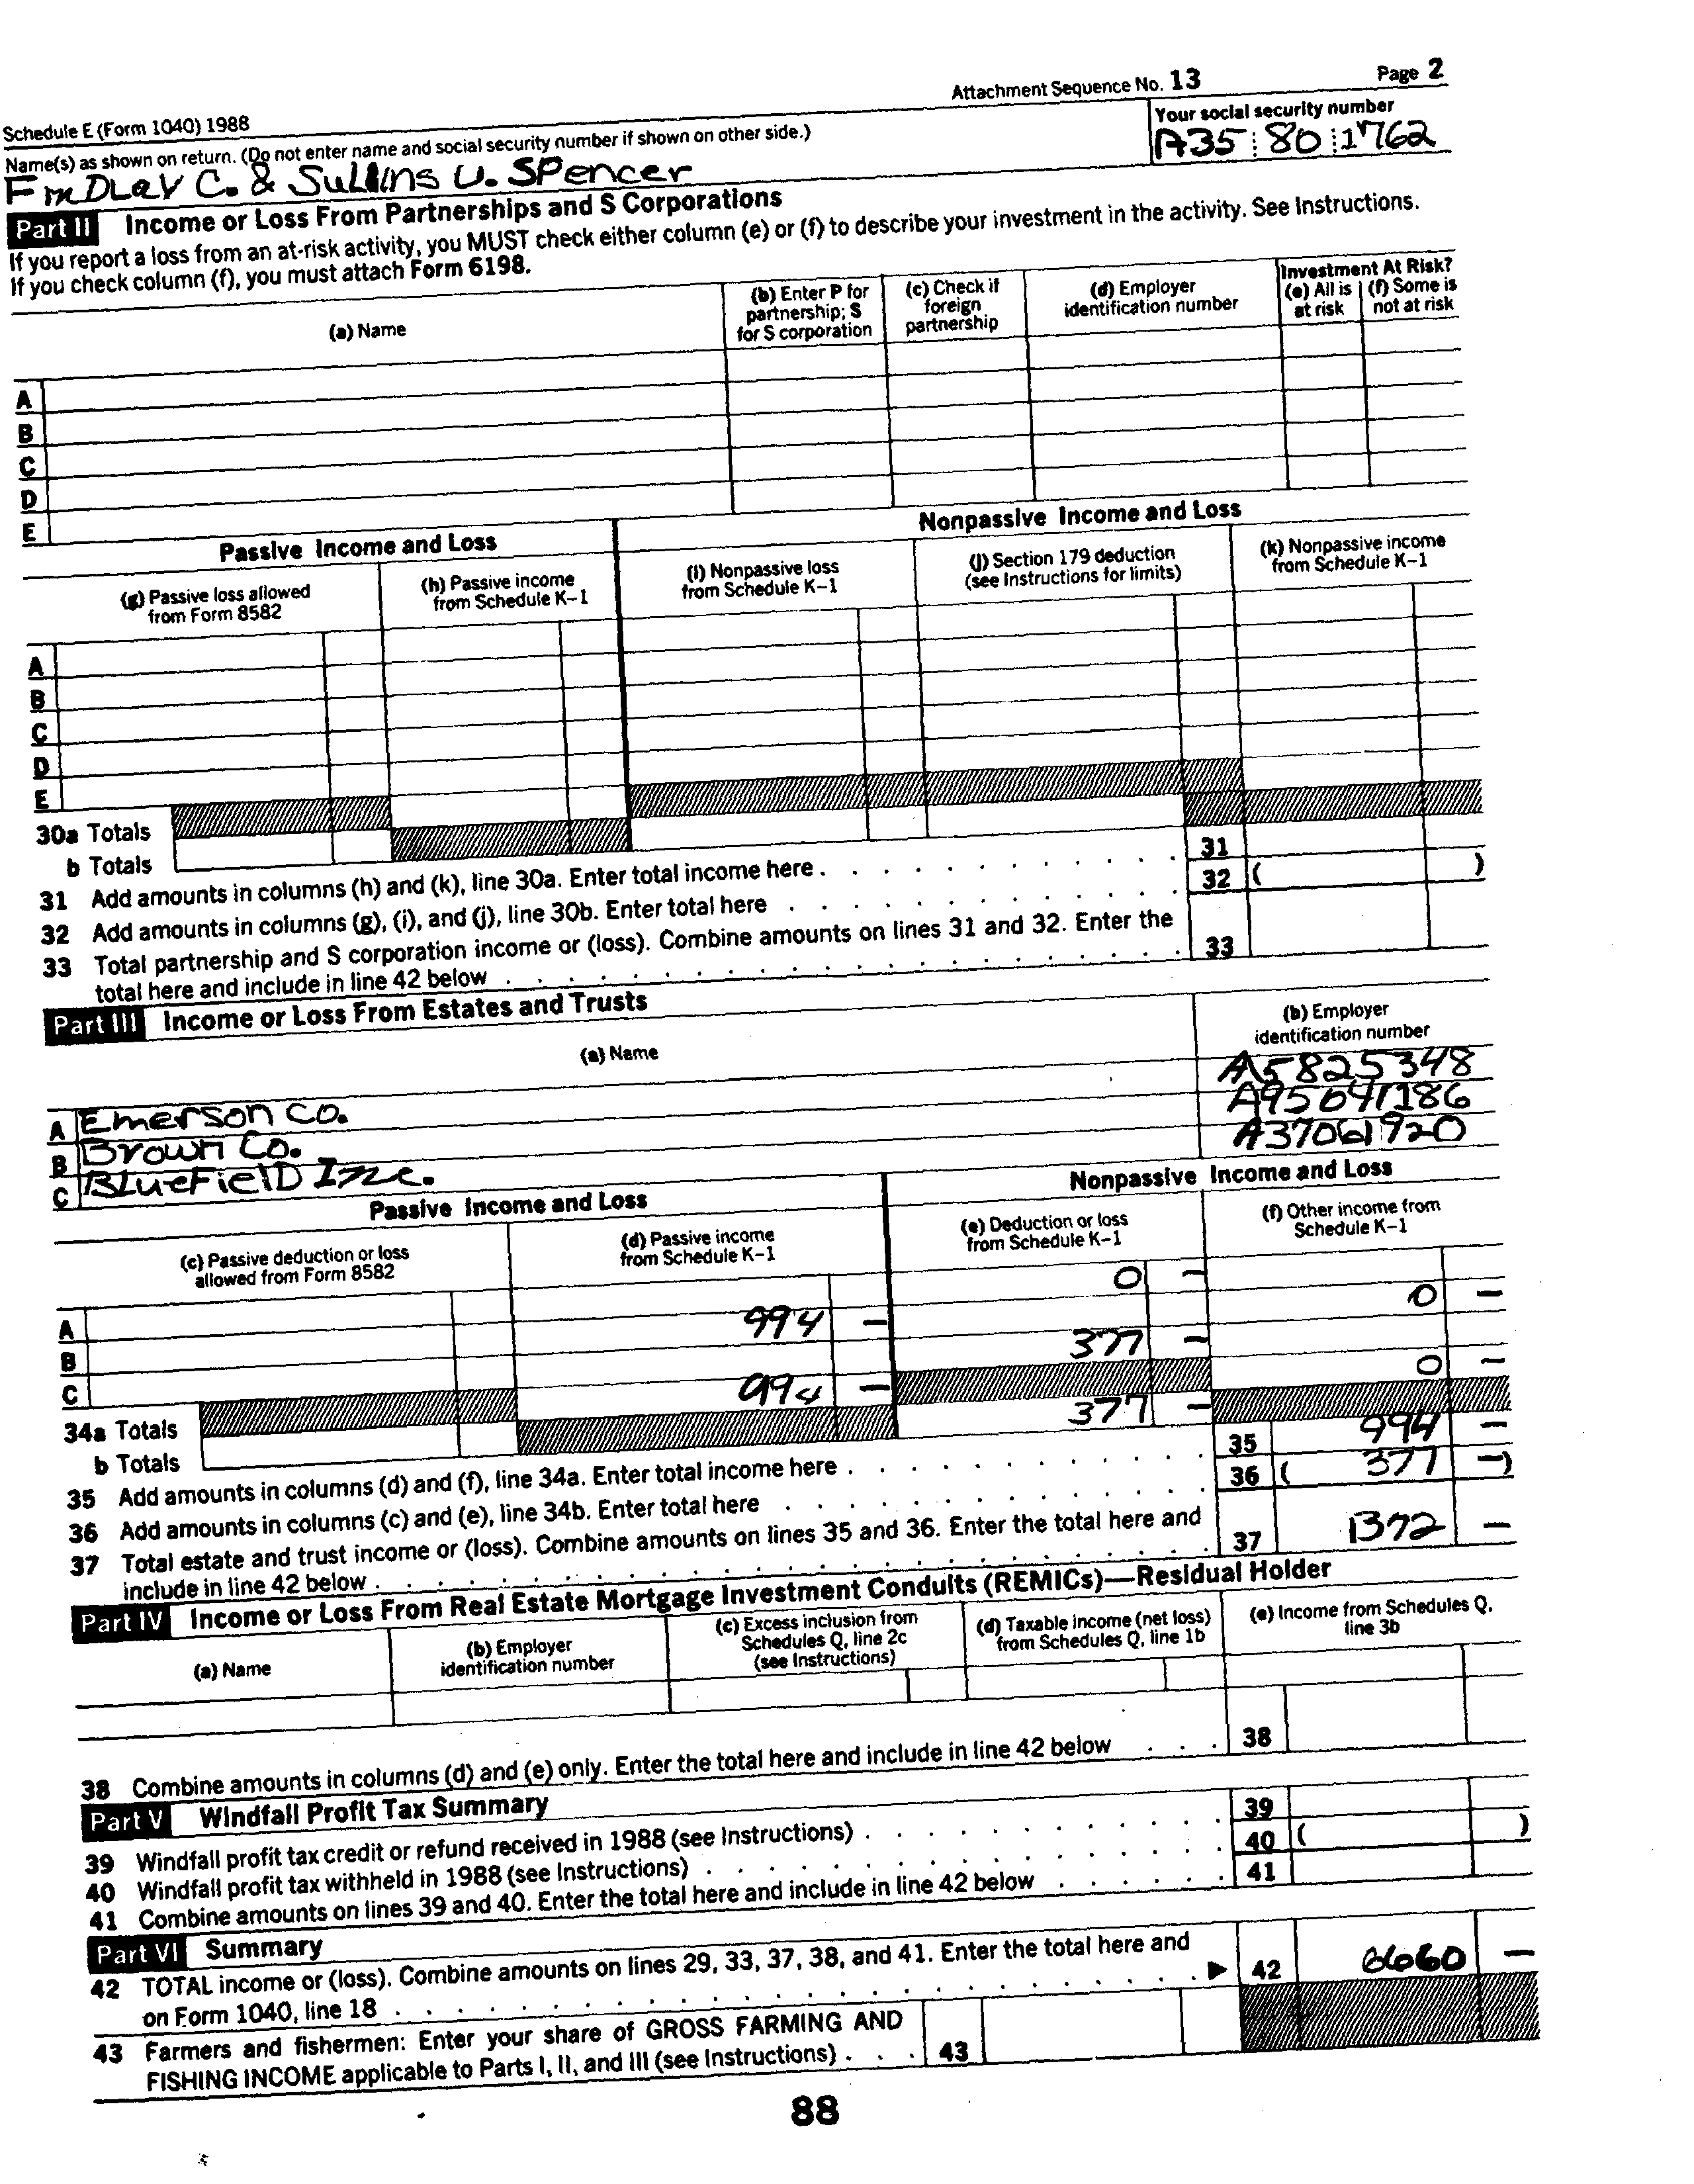 Attachment Sequence No. 13 Page 2
Schedule E (Form 1040) 1988
Name(s) as shown on return. (Do not enter name and social security number if shown on other side.)
Your social security number
FinDLaY C. & Sullins U. SPencer
A35 80 1762
Part II Income or Loss From Partnerships and S Corporations
If you report a loss from an at-risk activity, you MUST check either column (e) or (f) to describe your investment in the activity. See Instructions.
If you check column (f), you must attach Form 6198.
(a) Name
(b) Enter P for partnership; S for S corporation
(c) Check if foreign partnership
(d) Employer identification number
Investment At Risk?
(e) All is at risk
(f) Some is not at risk
A
B
C
D
E
Passive Income and Loss
Nonpassive Income and Loss
(g) Passive loss allowed from Form 8582
(h) Passive income from Schedule K-1
(i) Nonpassive loss from Schedule K-1
(j) Section 179 deduction (see Instructions for limits)
(k) Nonpassive income from Schedule K-1
A
B
C
D
E
30a Totals
b Totals
31 Add amounts in columns (h) and (k), line 30a. Enter total income here . . . 31
32 Add amounts in columns (g), (i), and (j), line 30b. Enter total here . . . 32 ( )
33 Total partnership and S corporation income or (loss). Combine amounts on lines 31 and 32. Enter the
total here and include in line 42 below . . . 33
Part III Income or Loss From Estates and Trusts
(a) Name
(b) Employer identification number
A Emerson Co. A5825348
B Brown Co. A95041186
C BLueFielD Inc. A37061920
Passive Income and Loss
Nonpassive Income and Loss
(c) Passive deduction or loss allowed from Form 8582
(d) Passive income from Schedule K-1
(e) Deduction or loss from Schedule K-1
(f) Other income from Schedule K-1
A 0 -
B 994 - 0 -
C 377 -
34a Totals 994 - 0 -
b Totals 377 -
35 Add amounts in columns (d) and (f), line 34a. Enter total income here . . . 35 994 -
36 Add amounts in columns (c) and (e), line 34b. Enter total here . . . 36 ( 377 -)
37 Total estate and trust income or (loss). Combine amounts on lines 35 and 36. Enter the total here and
include in line 42 below . . . 37 1372 -
Part IV Income or Loss From Real Estate Mortgage Investment Conduits (REMICs)—Residual Holder
(a) Name
(b) Employer identification number
(c) Excess inclusion from Schedules Q, line 2c (see Instructions)
(d) Taxable income (net loss) from Schedules Q, line 1b
(e) Income from Schedules Q, line 3b
38 Combine amounts in columns (d) and (e) only. Enter the total here and include in line 42 below . . . 38
Part V Windfall Profit Tax Summary
39 Windfall profit tax credit or refund received in 1988 (see Instructions) . . . 39
40 Windfall profit tax withheld in 1988 (see Instructions) . . . 40 ( )
41 Combine amounts on lines 39 and 40. Enter the total here and include in line 42 below . . . 41
Part VI Summary
42 TOTAL income or (loss). Combine amounts on lines 29, 33, 37, 38, and 41. Enter the total here and
on Form 1040, line 18 . . . 42 6660 -
43 Farmers and fishermen: Enter your share of GROSS FARMING AND
FISHING INCOME applicable to Parts I, II, and III (see Instructions) . . . 43
88